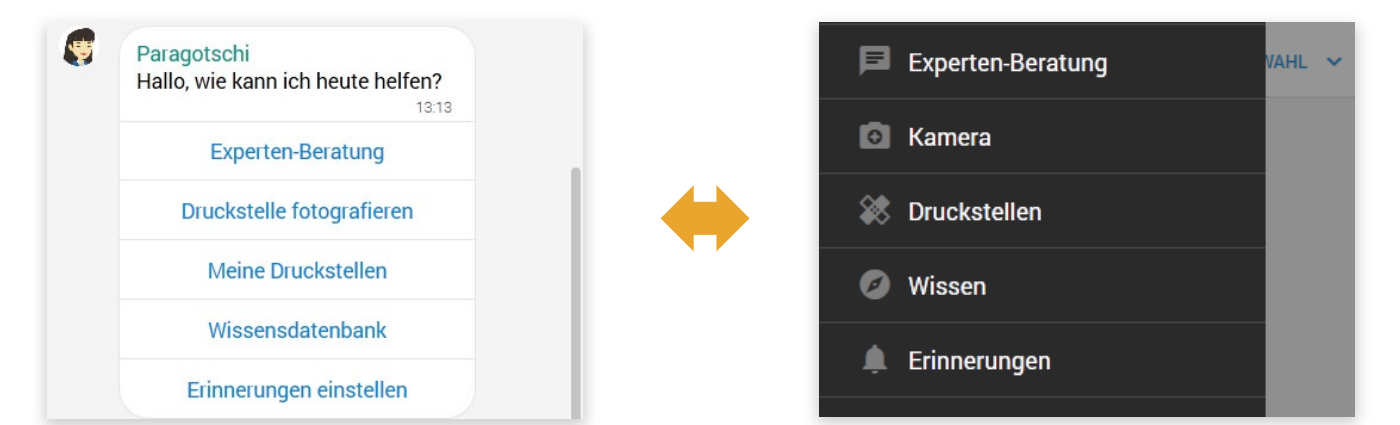 Paragotschi
Hallo, wie kann ich heute helfen?
13:13
Experten-Beratung
Druckstelle fotografieren
Meine Druckstellen
Wissensdatenbank
Erinnerungen einstellen
Experten-Beratung
WAHL
Kamera
Druckstellen
Wissen
Erinnerungen